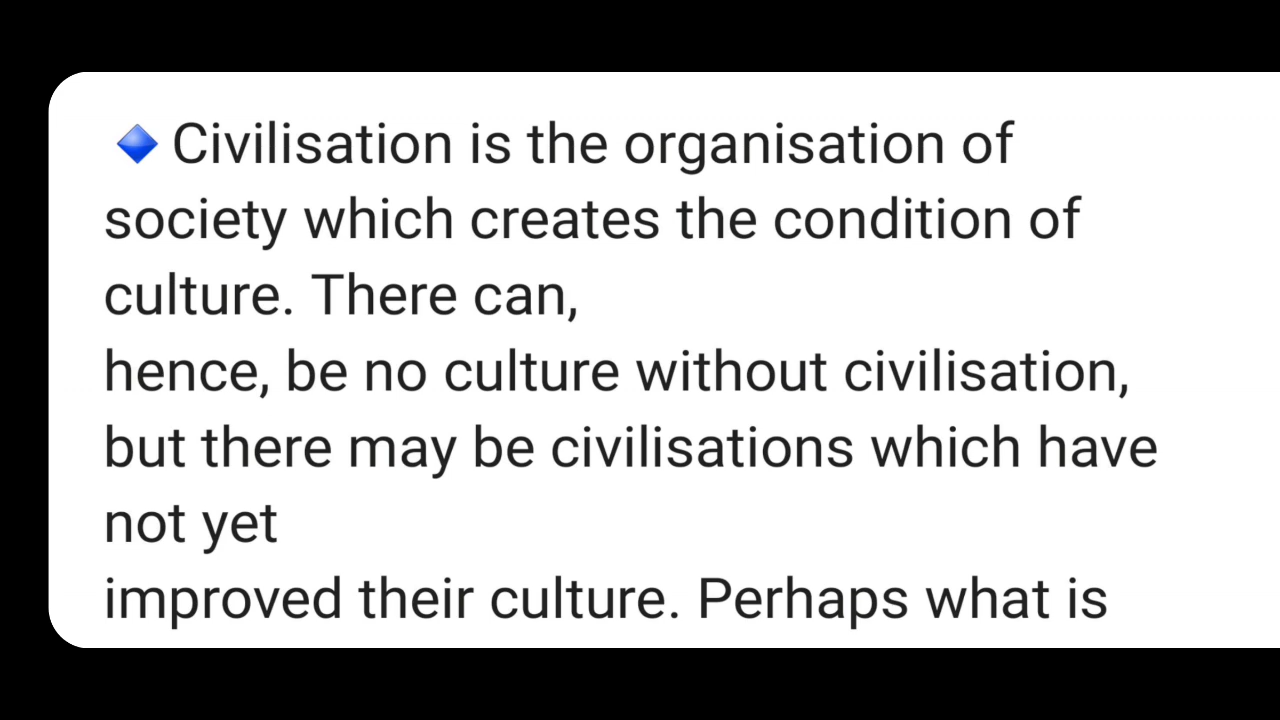 🔹 Civilisation is the organisation of
society which creates the condition of
culture. There can,
hence, be no culture without civilisation,
but there may be civilisations which have
not yet
improved their culture. Perhaps what is